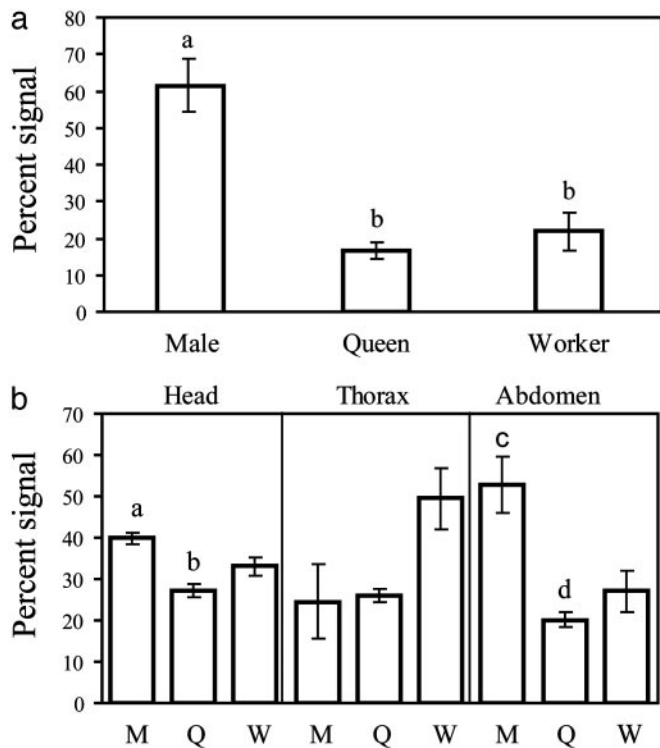 a
Percent signal
80
70
60
50
40
30
20
10
0
a
b
b
Male Queen Worker
b
Head Thorax Abdomen
Percent signal
70
60
50
40
30
20
10
0
a
b
c
d
M Q W M Q W M Q W